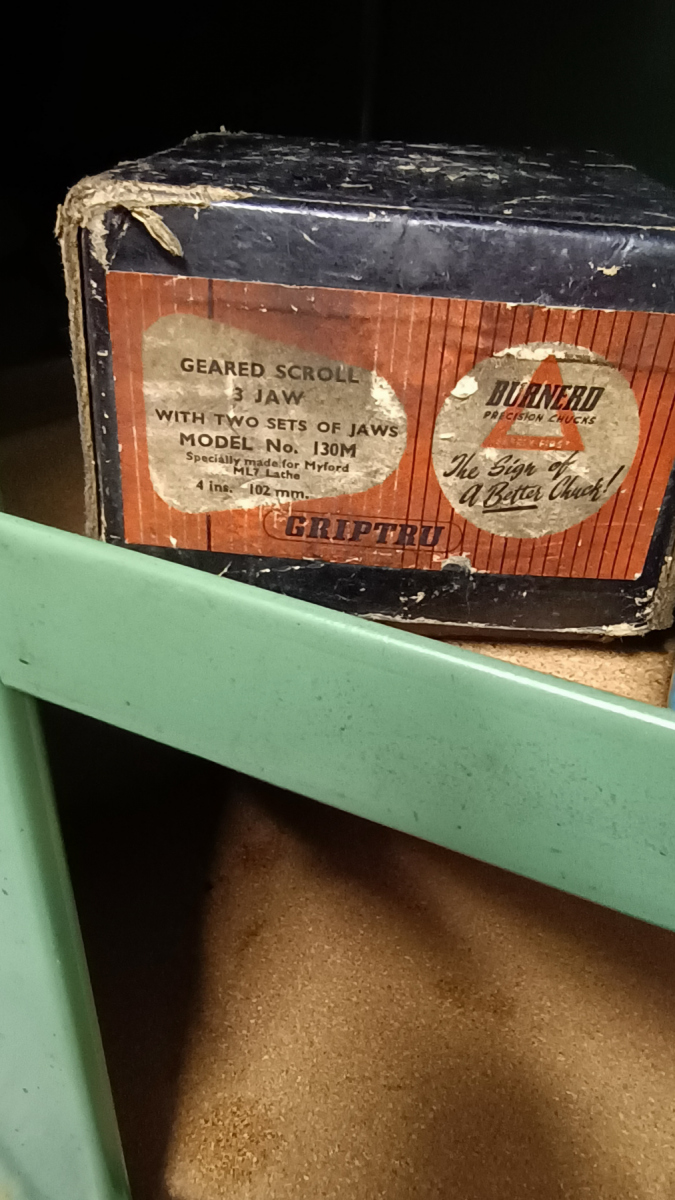 GEARED SCROLL
3 JAW
WITH TWO SETS OF JAWS
MODEL No. 130M
Specially made for Myford
ML7 Lathe
4 ins. 102 mm.
GRIPTRU
BURNERD
PRECISION CHUCKS
The Sign of
A Better Chuck!